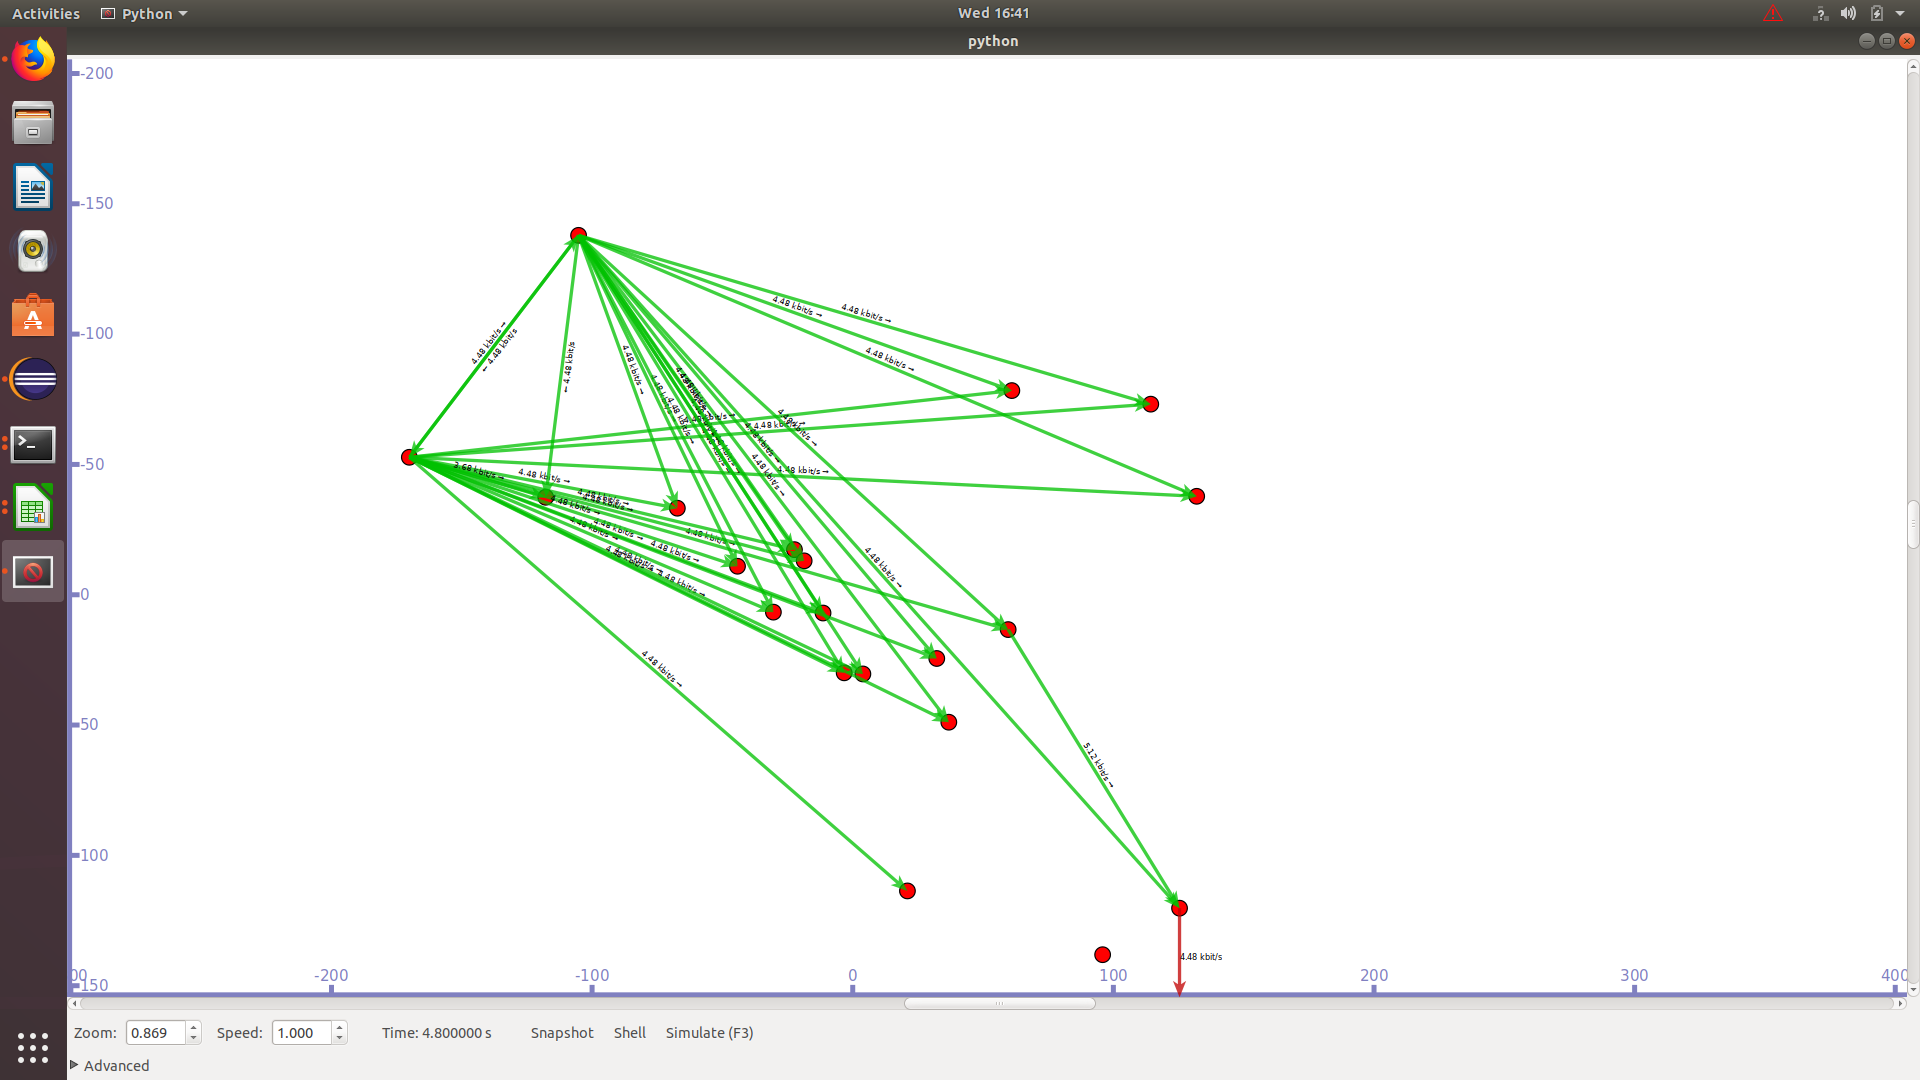 Activities
Python
Wed 16:41
python
-200
-150
-100
-50
0
50
100
150
4.48 kbit/s →
4.48 kbit/s →
4.48 kbit/s →
4.48 kbit/s →
← 4.48 kbit/s
← 4.48 kbit/s
4.48 kbit/s →
4.48 kbit/s →
4.48 kbit/s →
3.68 kbit/s →
4.48 kbit/s →
4.48 kbit/s →
4.48 kbit/s →
4.48 kbit/s →
4.48 kbit/s →
4.48 kbit/s →
4.48 kbit/s →
4.48 kbit/s →
4.48 kbit/s →
5.12 kbit/s →
4.48 kbit/s
-200
-100
0
100
200
300
400
Zoom: 0.869
Speed: 1.000
Time: 4.800000 s
Snapshot
Shell
Simulate (F3)
Advanced